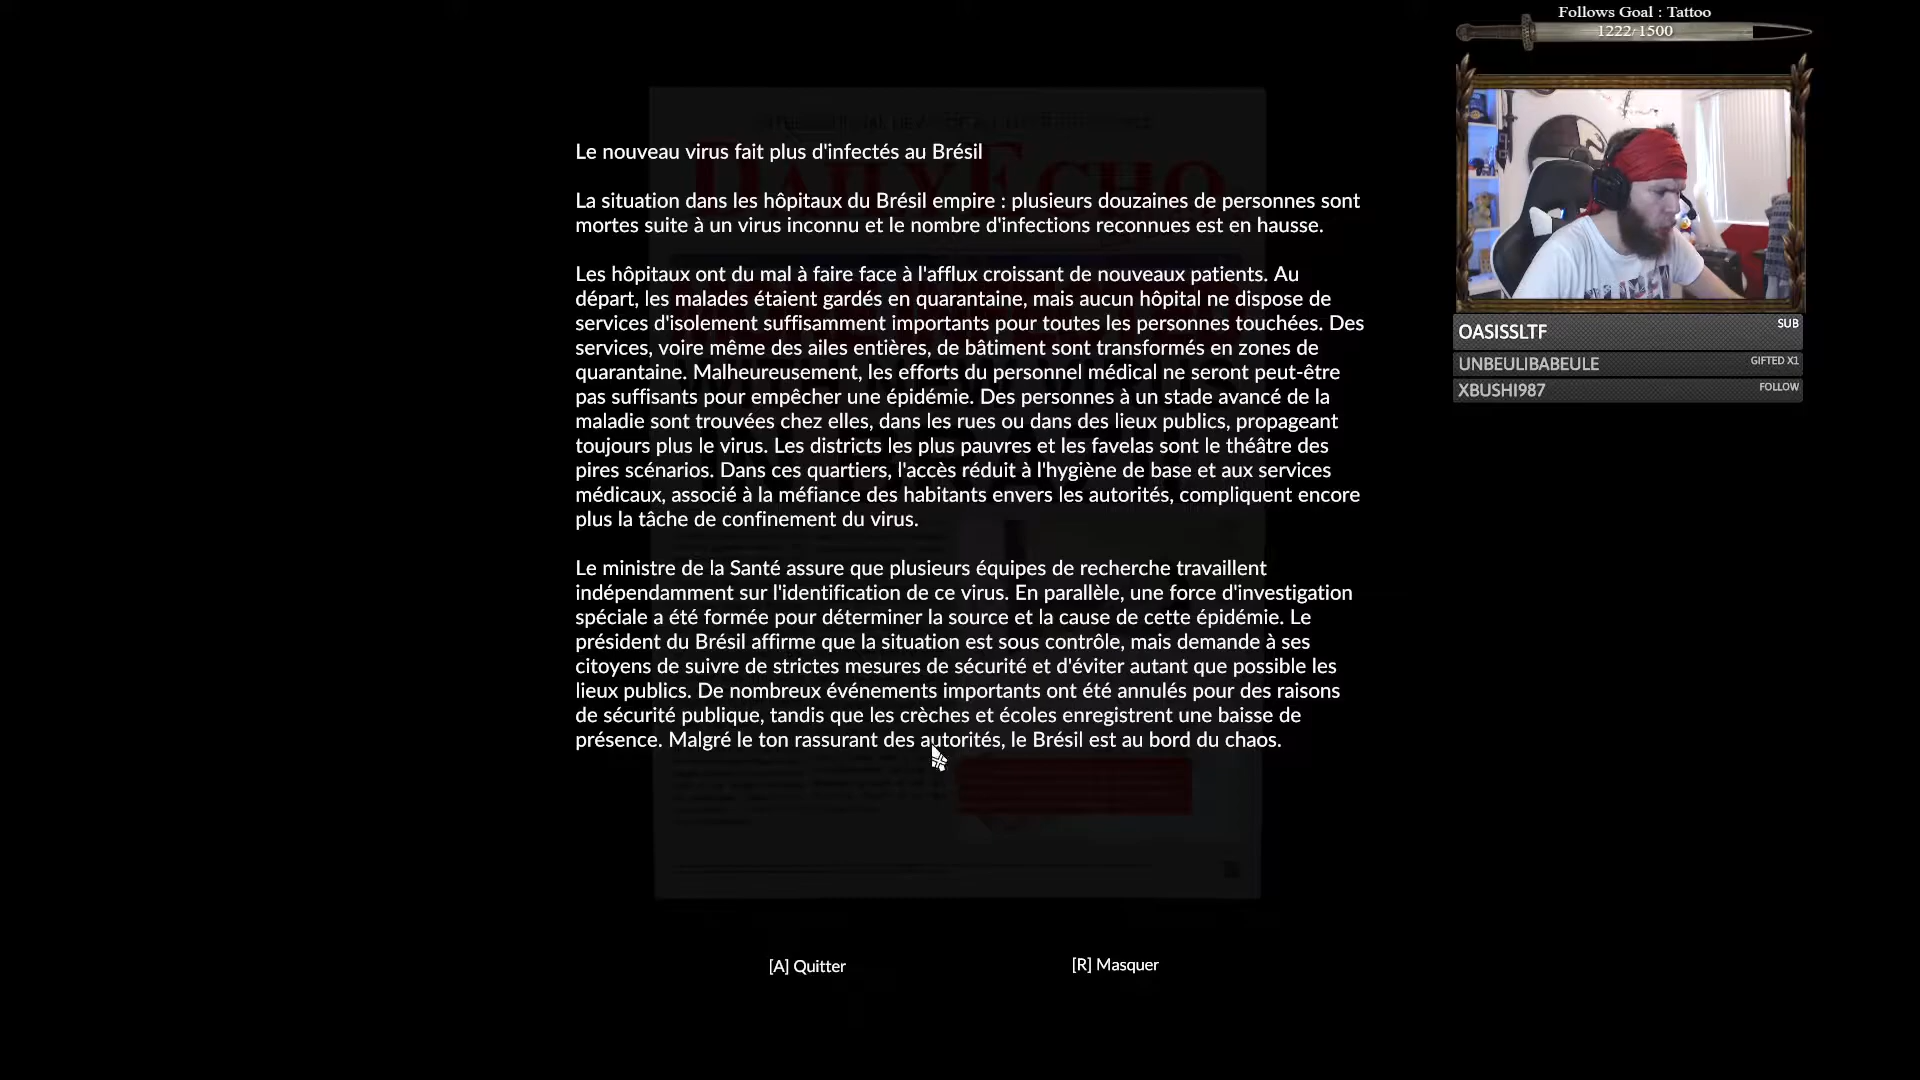 Follows Goal : Tattoo
1222/1500
DAILY ECHO
Le nouveau virus fait plus d'infectés au Brésil
La situation dans les hôpitaux du Brésil empire : plusieurs douzaines de personnes sont
mortes suite à un virus inconnu et le nombre d'infections reconnues est en hausse.
Les hôpitaux ont du mal à faire face à l'afflux croissant de nouveaux patients. Au
départ, les malades étaient gardés en quarantaine, mais aucun hôpital ne dispose de
services d'isolement suffisamment importants pour toutes les personnes touchées. Des
services, voire même des ailes entières, de bâtiment sont transformés en zones de
quarantaine. Malheureusement, les efforts du personnel médical ne seront peut-être
pas suffisants pour empêcher une épidémie. Des personnes à un stade avancé de la
maladie sont trouvées chez elles, dans les rues ou dans des lieux publics, propageant
toujours plus le virus. Les districts les plus pauvres et les favelas sont le théâtre des
pires scénarios. Dans ces quartiers, l'accès réduit à l'hygiène de base et aux services
médicaux, associé à la méfiance des habitants envers les autorités, compliquent encore
plus la tâche de confinement du virus.
Le ministre de la Santé assure que plusieurs équipes de recherche travaillent
indépendamment sur l'identification de ce virus. En parallèle, une force d'investigation
spéciale a été formée pour déterminer la source et la cause de cette épidémie. Le
président du Brésil affirme que la situation est sous contrôle, mais demande à ses
citoyens de suivre de strictes mesures de sécurité et d'éviter autant que possible les
lieux publics. De nombreux événements importants ont été annulés pour des raisons
de sécurité publique, tandis que les crèches et écoles enregistrent une baisse de
présence. Malgré le ton rassurant des autorités, le Brésil est au bord du chaos.
[A] Quitter
[R] Masquer
OASISSLTF SUB
UNBEULIBABEULE GIFTED X1
XBUSHI987 FOLLOW